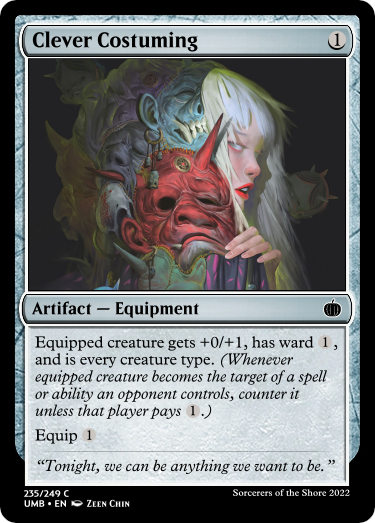 Clever Costuming 1
Artifact — Equipment
Equipped creature gets +0/+1, has ward 1,
and is every creature type. (Whenever
equipped creature becomes the target of a spell
or ability an opponent controls, counter it
unless that player pays 1.)
Equip 1
“Tonight, we can be anything we want to be.”
235/249 C
Sorcerers of the Shore 2022
UMB • EN Zeen Chin